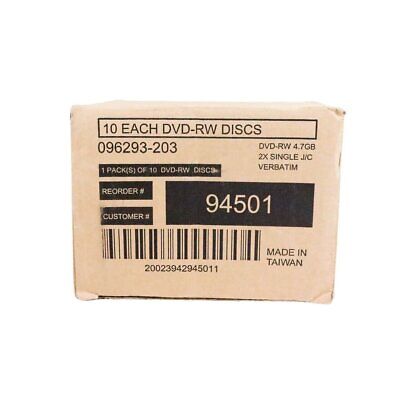 10 EACH DVD-RW DISCS
096293-203
DVD-RW 4.7GB
2X SINGLE J/C
VERBATIM
1 PACK(S) OF 10 DVD-RW DISCS
REORDER #
CUSTOMER #
94501
MADE IN
TAIWAN
20023942945011